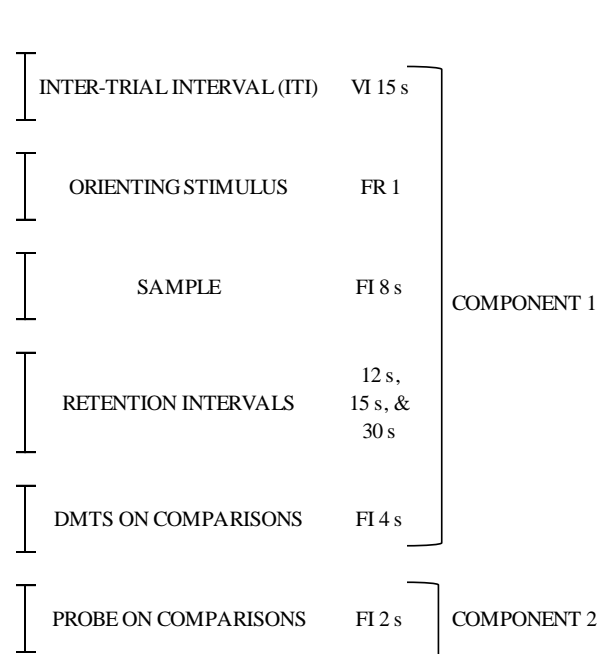 INTER-TRIAL INTERVAL (ITI) VI 15 s
ORIENTING STIMULUS FR 1
SAMPLE FI 8 s
COMPONENT 1
RETENTION INTERVALS 12 s,
15 s, &
30 s
DMTS ON COMPARISONS FI 4 s
PROBE ON COMPARISONS FI 2 s COMPONENT 2